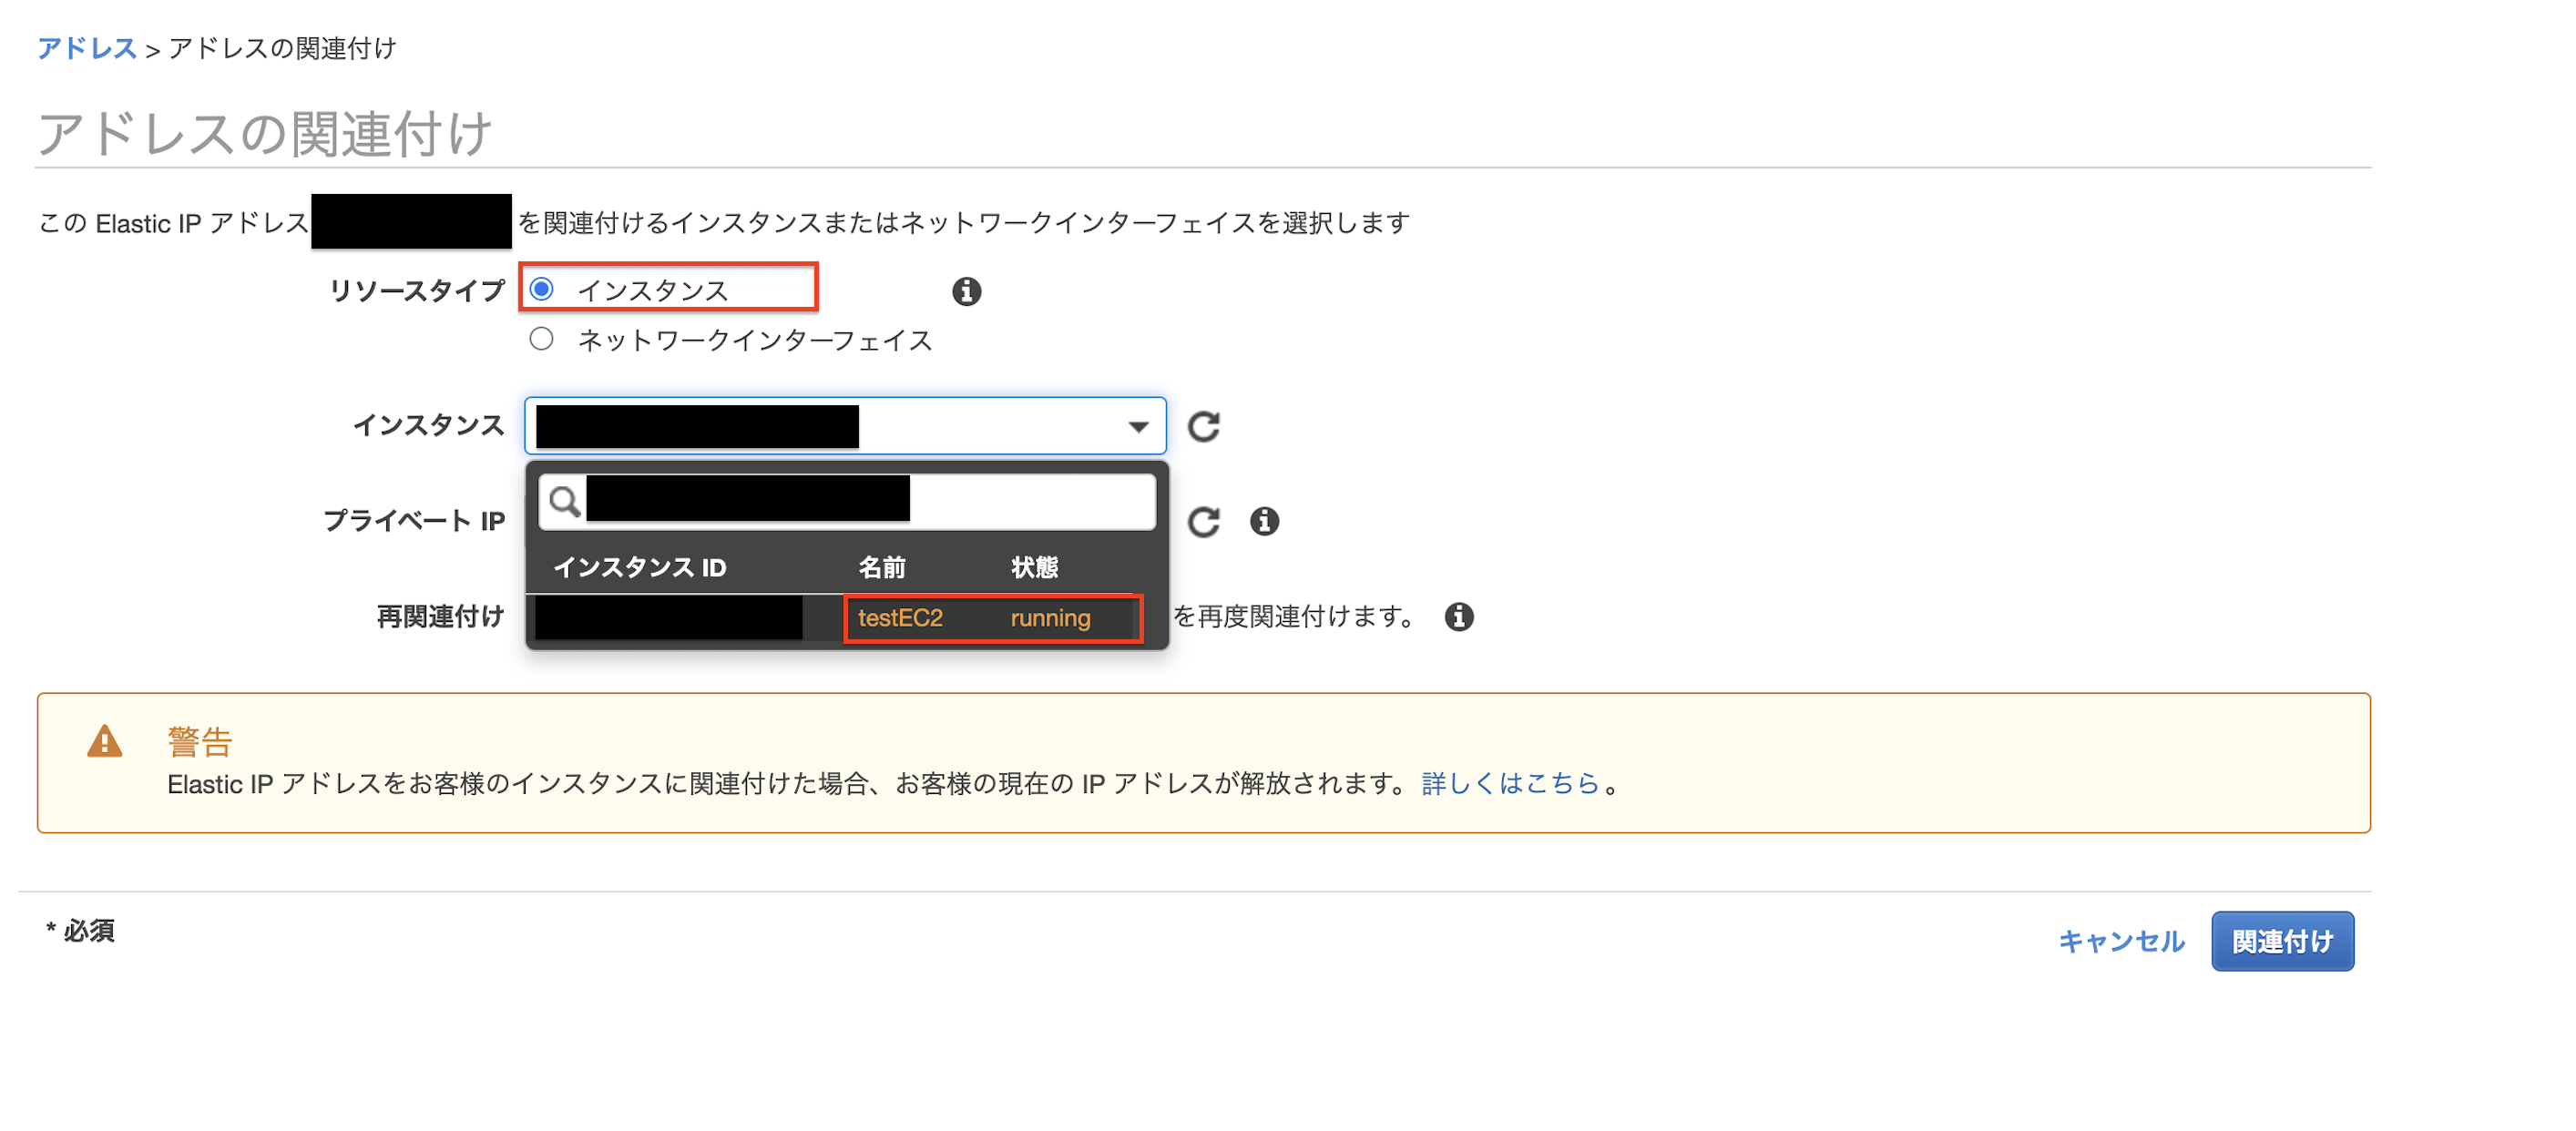 アドレス > アドレスの関連付け
アドレスの関連付け
この Elastic IP アドレス を関連付けるインスタンスまたはネットワークインターフェイスを選択します
リソースタイプ インスタンス
ネットワークインターフェイス
インスタンス
プライベート IP
インスタンス ID 名前 状態
再関連付け testEC2 running を再度関連付けます。
警告
Elastic IP アドレスをお客様のインスタンスに関連付けた場合、お客様の現在の IP アドレスが解放されます。 詳しくはこちら 。
* 必須
キャンセル 関連付け